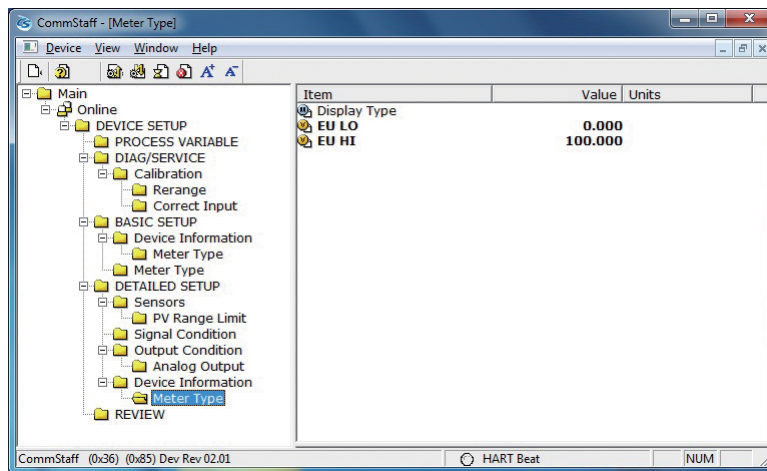 CommStaff - [Meter Type]
Device View Window Help
Main
Online
DEVICE SETUP
PROCESS VARIABLE
DIAG/SERVICE
Calibration
Rerange
Correct Input
BASIC SETUP
Device Information
Meter Type
Meter Type
DETAILED SETUP
Sensors
PV Range Limit
Signal Condition
Output Condition
Analog Output
Device Information
Meter Type
REVIEW
Item Value Units
Display Type
EU LO 0.000
EU HI 100.000
CommStaff (0x36) (0x85) Dev Rev 02.01 HART Beat NUM